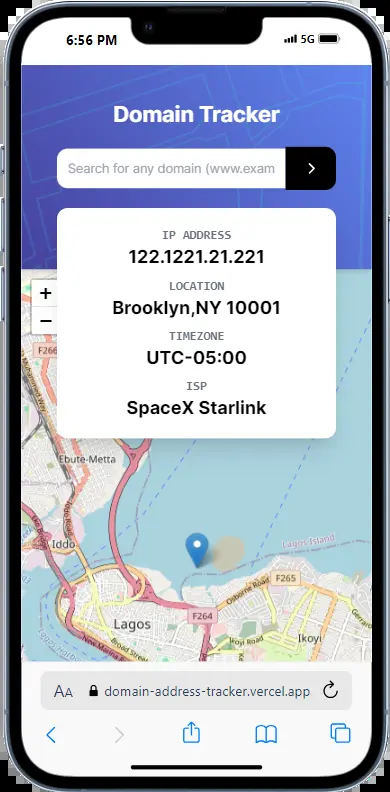 6:56 PM
5G
Domain Tracker
Search for any domain (www.exam
IP ADDRESS
122.1221.21.221
LOCATION
Brooklyn,NY 10001
TIMEZONE
UTC-05:00
ISP
SpaceX Starlink
+
−
F266
Ebute-Metta
Iddo
Lagos Island
Osborne Road
F265
F264
Lagos
Broad Street
Ikoyi Road
Ikoyi
AA
domain-address-tracker.vercel.app